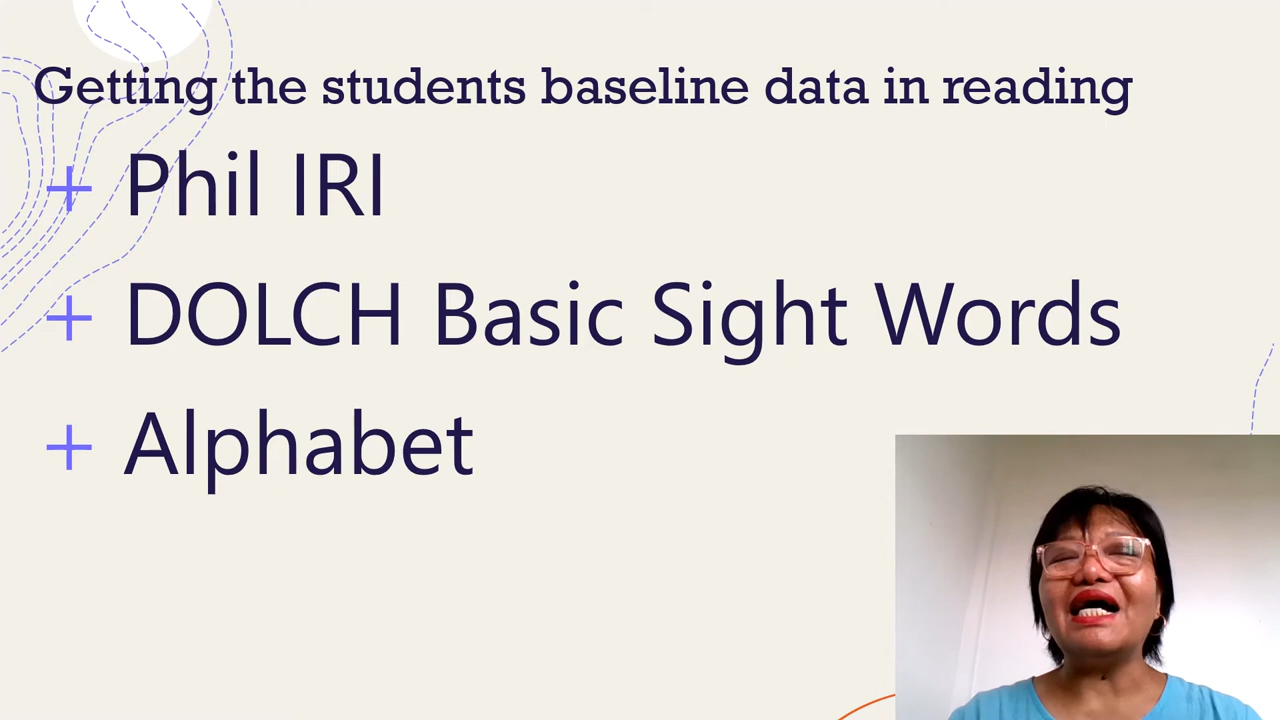 Getting the students baseline data in reading
+ Phil IRI
+ DOLCH Basic Sight Words
+ Alphabet